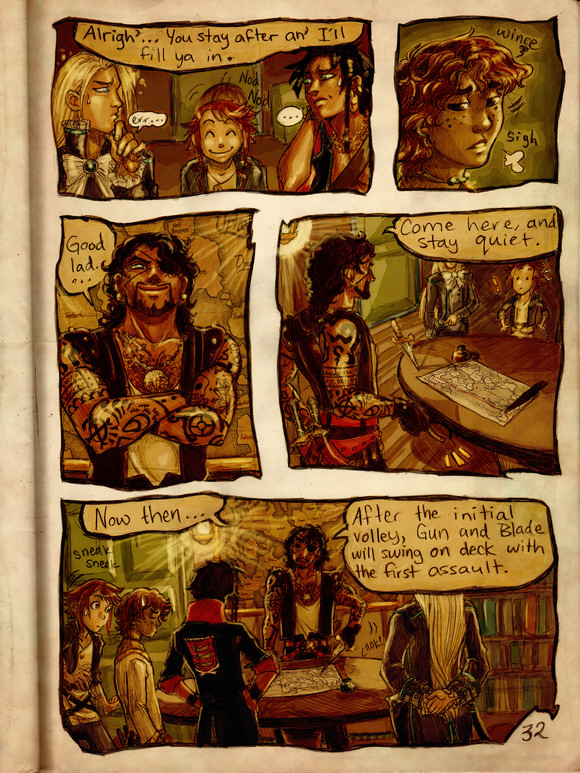 Alrigh'... You stay after an' I'll
fill ya in.
errr...
Nod
Nod
...
wince
sigh
Good
lad..
...
Come here, and
stay quiet.
Now then....
After the initial
volley, Gun and Blade
will swing on deck with
the first assault.
sneak
sneak
CHOK!
32